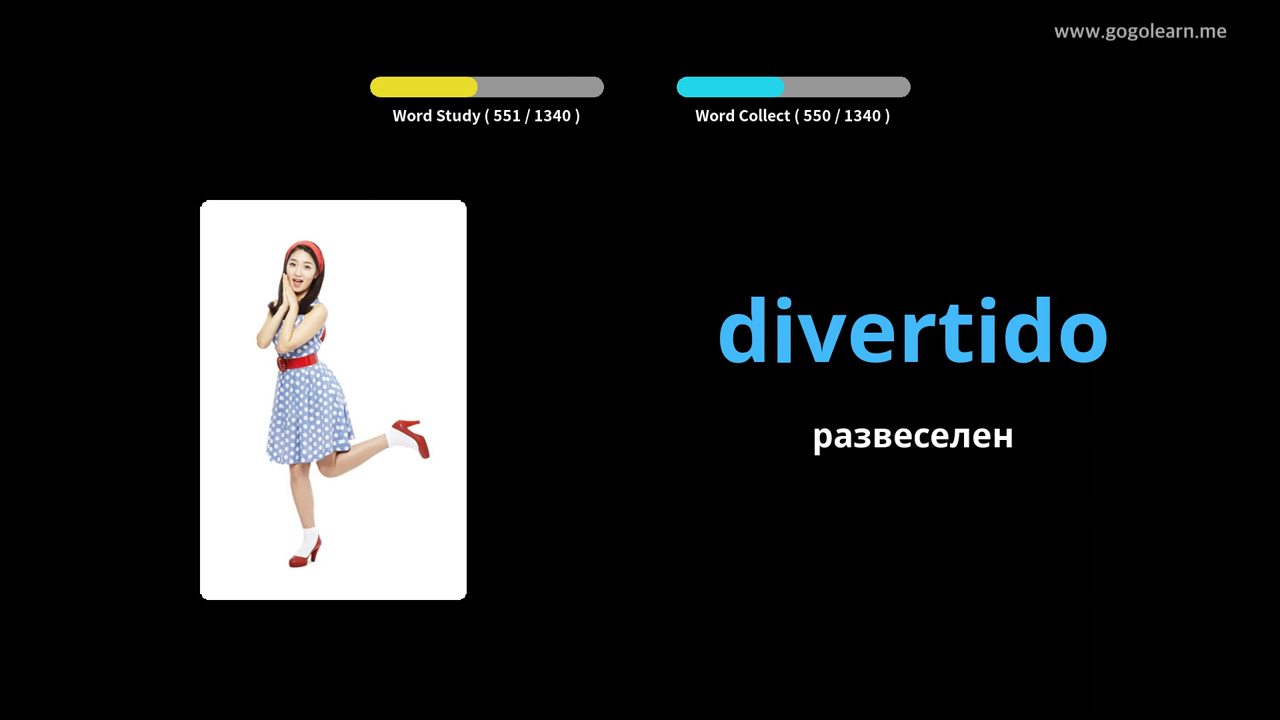 www.gogolearn.me
Word Study ( 551 / 1340 )
Word Collect ( 550 / 1340 )
divertido
развеселен